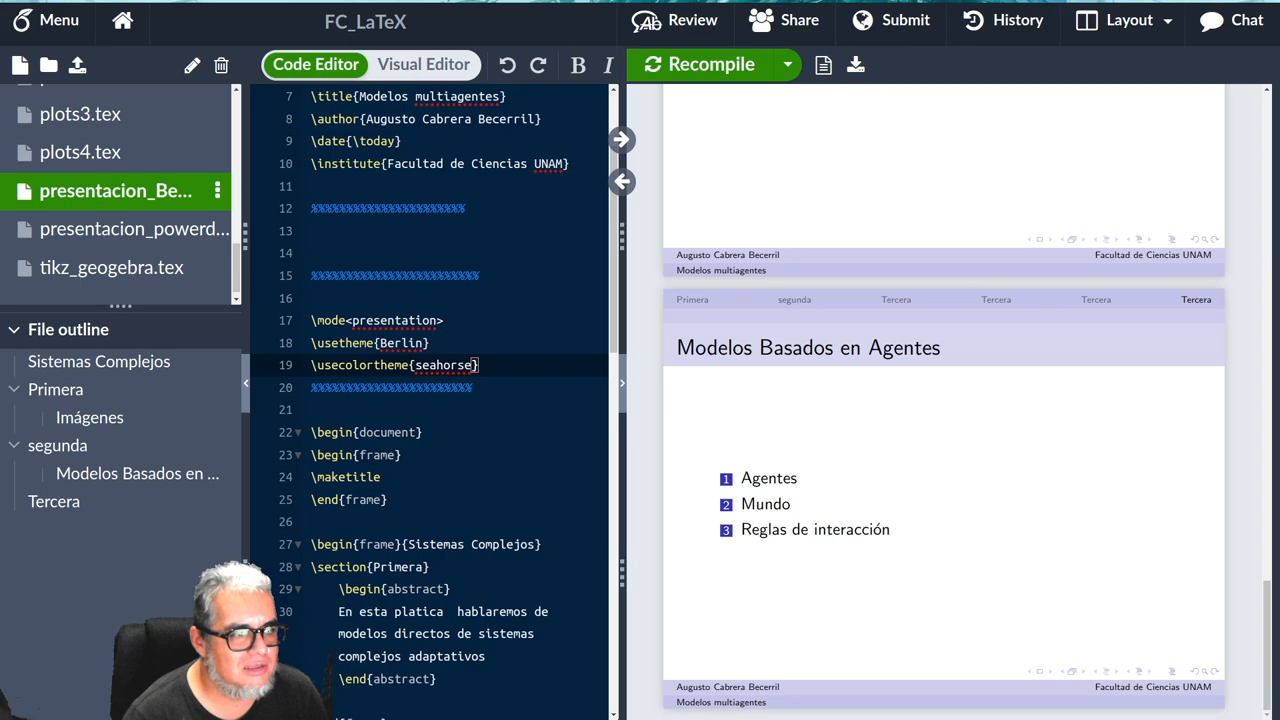 Menu
FC_LaTeX
Review
Share
Submit
History
Layout
Chat
Code Editor
Visual Editor
B
I
Recompile
plots3.tex
plots4.tex
presentacion_Be...
presentacion_powerd...
tikz_geogebra.tex
File outline
Sistemas Complejos
Primera
Imágenes
segunda
Modelos Basados en ...
Tercera
7 \title{Modelos multiagentes}
8 \author{Augusto Cabrera Becerril}
9 \date{\today}
10 \institute{Facultad de Ciencias UNAM}
11
12 %%%%%%%%%%%%%%%%%%%%%%
13
14
15 %%%%%%%%%%%%%%%%%%%%%%%%
16
17 \mode<presentation>
18 \usetheme{Berlin}
19 \usecolortheme{seahorse}
20 %%%%%%%%%%%%%%%%%%%%%%%
21
22 \begin{document}
23 \begin{frame}
24 \maketitle
25 \end{frame}
26
27 \begin{frame}{Sistemas Complejos}
28 \section{Primera}
29 \begin{abstract}
30 En esta platica hablaremos de
modelos directos de sistemas
complejos adaptativos
\end{abstract}
Augusto Cabrera Becerril
Facultad de Ciencias UNAM
Modelos multiagentes
Primera
segunda
Tercera
Tercera
Tercera
Tercera
Modelos Basados en Agentes
1 Agentes
2 Mundo
3 Reglas de interacción
Augusto Cabrera Becerril
Facultad de Ciencias UNAM
Modelos multiagentes